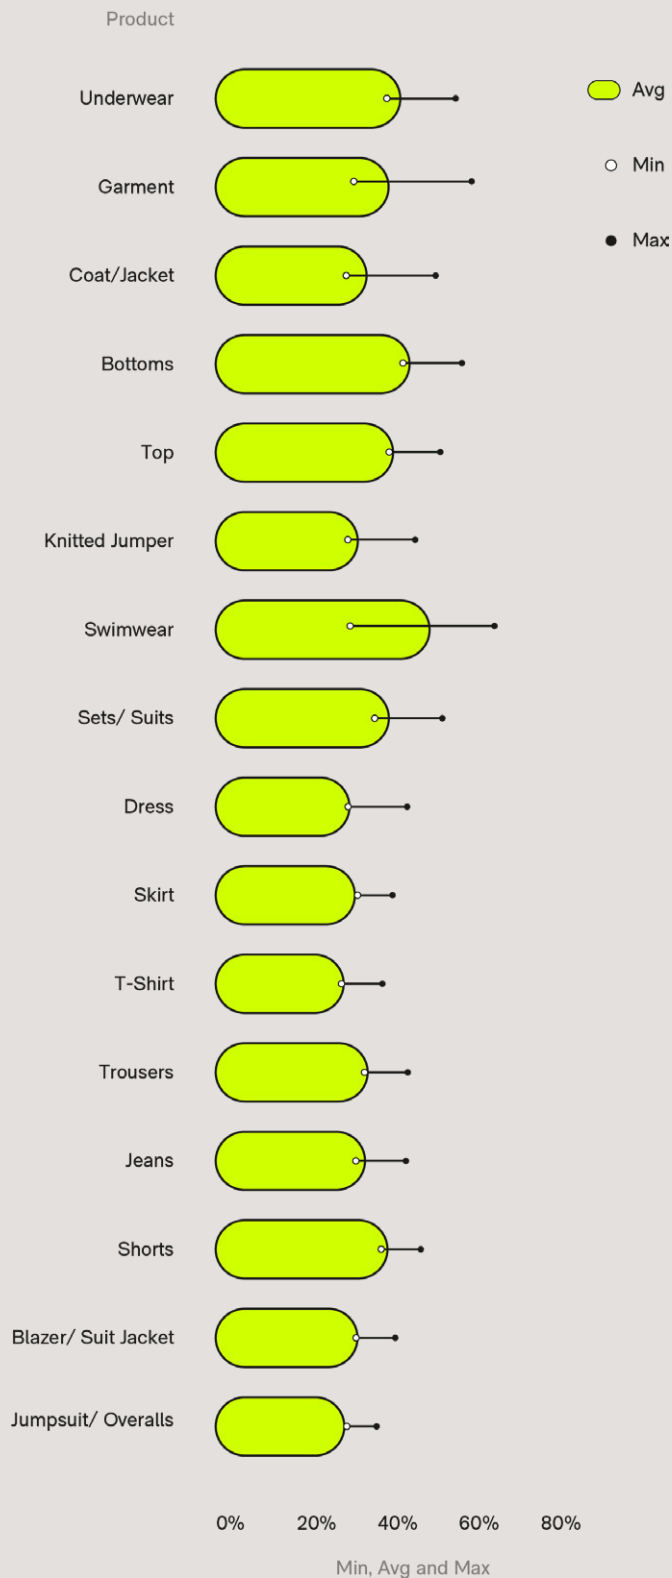 Product
Underwear
Avg
Min
Garment
Max
Coat/Jacket
Bottoms
Top
Knitted Jumper
Swimwear
Sets/ Suits
Dress
Skirt
T-Shirt
Trousers
Jeans
Shorts
Blazer/ Suit Jacket
Jumpsuit/ Overalls
0% 20% 40% 60% 80%
Min, Avg and Max